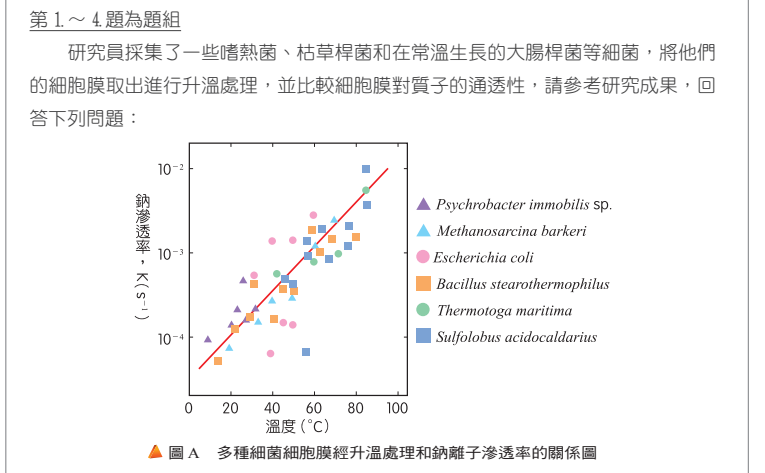 第 1.～ 4. 題為題組
研究員採集了一些嗜熱菌、枯草桿菌和在常溫生長的大腸桿菌等細菌，將他們
的細胞膜取出進行升溫處理，並比較細胞膜對質子的通透性，請參考研究成果，回
答下列問題：
鈉滲透率，K(s⁻¹)
10⁻²
10⁻³
10⁻⁴
0 20 40 60 80 100
溫度(°C)
Psychrobacter immobilis sp.
Methanosarcina barkeri
Escherichia coli
Bacillus stearothermophilus
Thermotoga maritima
Sulfolobus acidocaldarius
圖 A 多種細菌細胞膜經升溫處理和鈉離子滲透率的關係圖